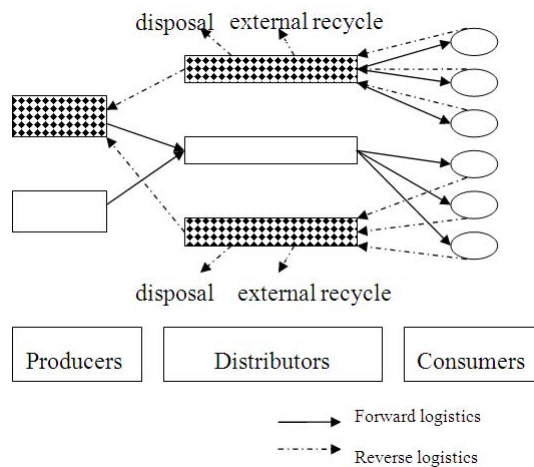 disposal external recycle
disposal external recycle
Producers Distributors Consumers
Forward logistics
Reverse logistics